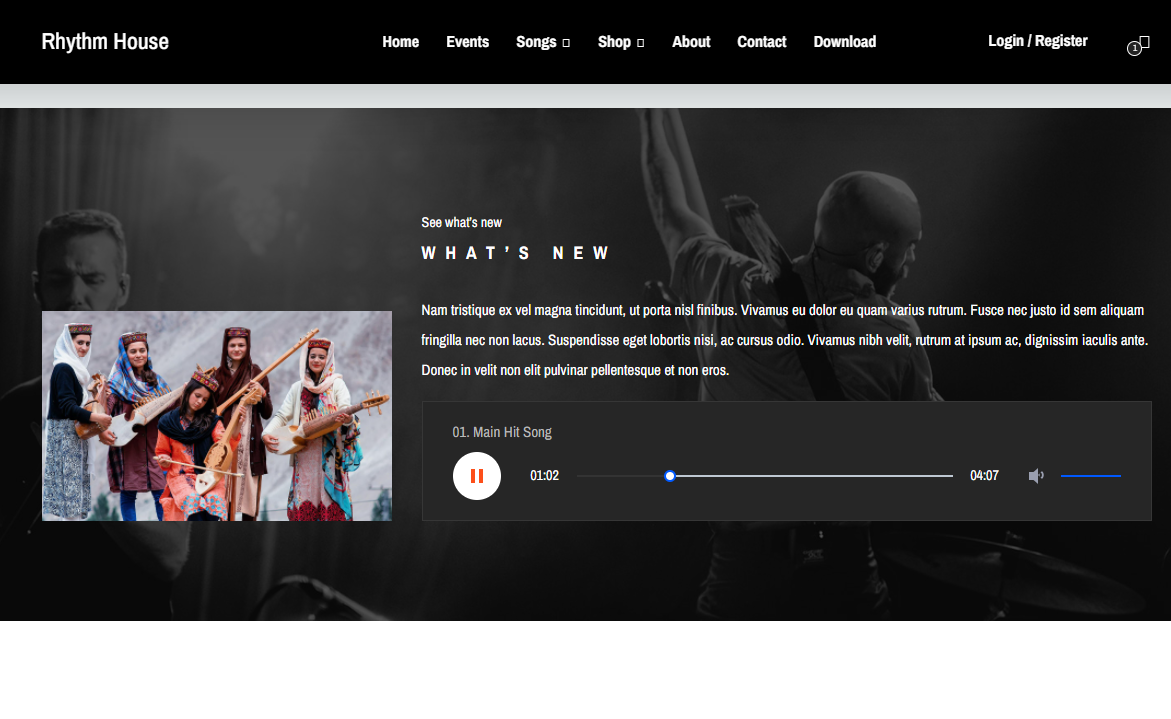 Rhythm House
Home Events Songs Shop About Contact Download
Login / Register
1
See what's new
WHAT'S NEW
Nam tristique ex vel magna tincidunt, ut porta nisl finibus. Vivamus eu dolor eu quam varius rutrum. Fusce nec justo id sem aliquam
fringilla nec non lacus. Suspendisse eget lobortis nisi, ac cursus odio. Vivamus nibh velit, rutrum at ipsum ac, dignissim iaculis ante.
Donec in velit non elit pulvinar pellentesque et non eros.
01. Main Hit Song
01:02 04:07